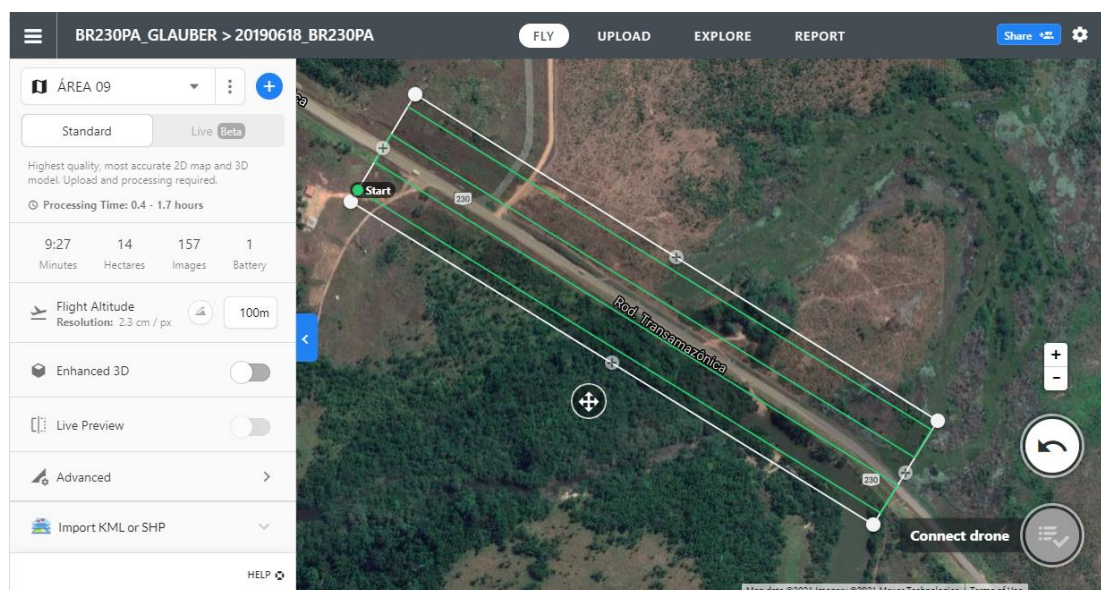 BR230PA_GLAUBER > 20190618_BR230PA
FLY
UPLOAD
EXPLORE
REPORT
Share
ÁREA 09
Standard
Live Beta
Highest quality, most accurate 2D map and 3D
model. Upload and processing required.
Processing Time: 0.4 - 1.7 hours
9:27 14 157 1
Minutes Hectares Images Battery
Flight Altitude
Resolution: 2.3 cm / px
100m
Enhanced 3D
Live Preview
Advanced
Import KML or SHP
HELP
Start
230
Rod. Transamazônica
230
+
−
Connect drone